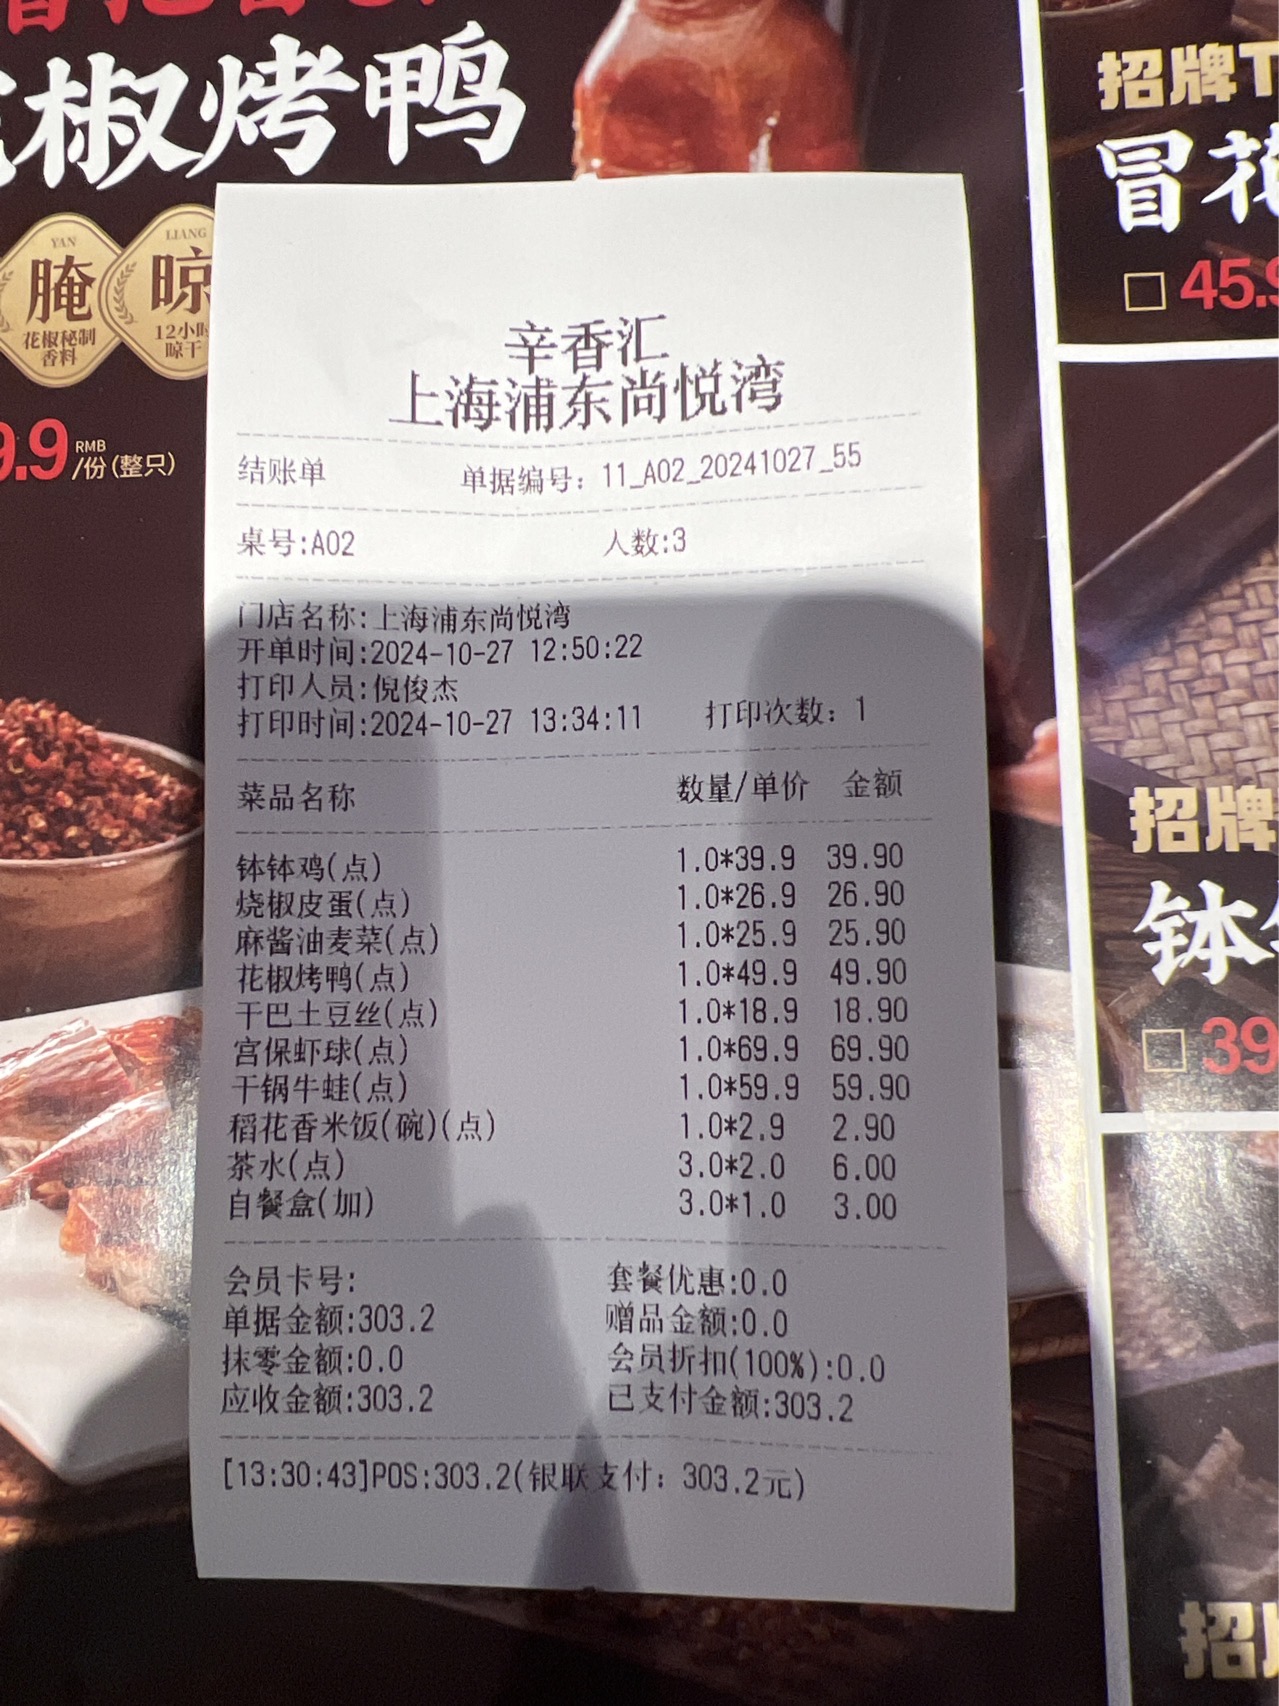 椒烤鸭
YAN
腌
花椒秘制
香料
LIANG
晾
12小时
晾干
9.9 RMB/份(整只)
招牌
冒花
45.9
招牌
钵
39
招
辛香汇
上海浦东尚悦湾
结账单 单据编号: 11_A02_20241027_55
桌号:A02 人数:3
门店名称:上海浦东尚悦湾
开单时间:2024-10-27 12:50:22
打印人员:倪俊杰
打印时间:2024-10-27 13:34:11 打印次数: 1
菜品名称 数量/单价 金额
钵钵鸡(点) 1.0*39.9 39.90
烧椒皮蛋(点) 1.0*26.9 26.90
麻酱油麦菜(点) 1.0*25.9 25.90
花椒烤鸭(点) 1.0*49.9 49.90
干巴土豆丝(点) 1.0*18.9 18.90
宫保虾球(点) 1.0*69.9 69.90
干锅牛蛙(点) 1.0*59.9 59.90
稻花香米饭(碗)(点) 1.0*2.9 2.90
茶水(点) 3.0*2.0 6.00
自餐盒(加) 3.0*1.0 3.00
会员卡号: 套餐优惠:0.0
单据金额:303.2 赠品金额:0.0
抹零金额:0.0 会员折扣(100%):0.0
应收金额:303.2 已支付金额:303.2
[13:30:43]POS:303.2(银联支付: 303.2元)